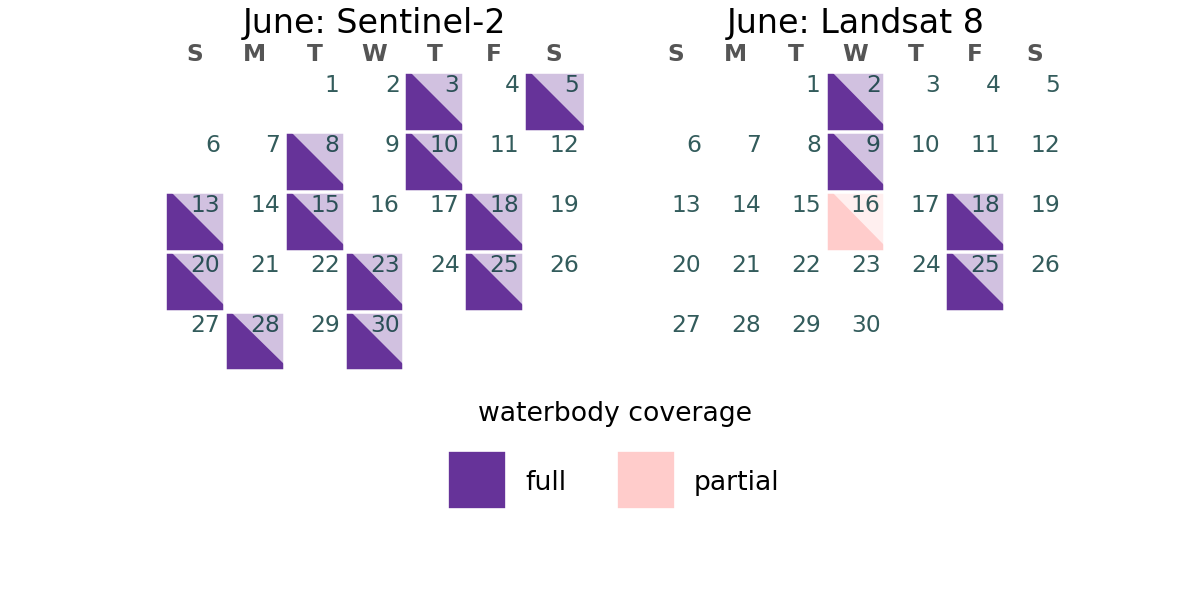 June: Sentinel-2
S M T W T F S
1 2 3 4 5
6 7 8 9 10 11 12
13 14 15 16 17 18 19
20 21 22 23 24 25 26
27 28 29 30
June: Landsat 8
S M T W T F S
1 2 3 4 5
6 7 8 9 10 11 12
13 14 15 16 17 18 19
20 21 22 23 24 25 26
27 28 29 30
waterbody coverage
full partial